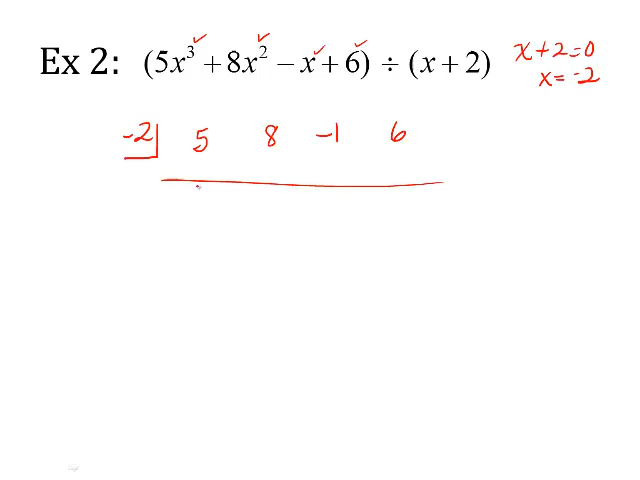 Ex 2: (5x³ + 8x² − x + 6) ÷ (x + 2)
x + 2 = 0
x = -2
-2 5 8 -1 6